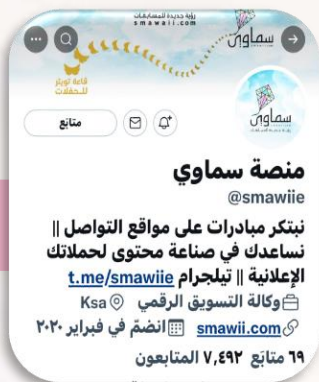 رؤية جديدة للمسابقات
smawaii.com
سماوي
قاعة تويتر
للحفلات
سماوي
متابع
منصة سماوي
@smawiie
نبتكر مبادرات على مواقع التواصل ||
نساعدك في صناعة محتوى لحملاتك
الإعلانية || تيلجرام t.me/smawiie
وكالة التسويق الرقمي Ksa
smawii.com انضمّ في فبراير ٢٠٢٠
٦٩ متابَع ٧,٤٩٢ المتابعون